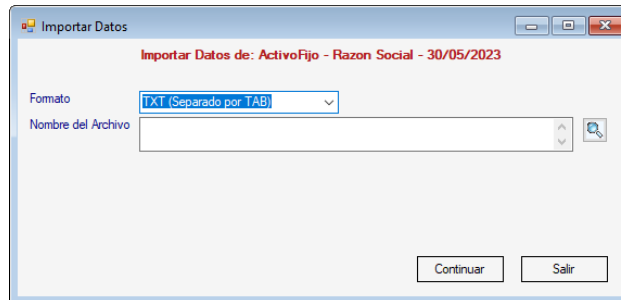 Importar Datos
Importar Datos de: ActivoFijo - Razon Social - 30/05/2023
Formato
TXT (Separado por TAB)
Nombre del Archivo
Continuar
Salir